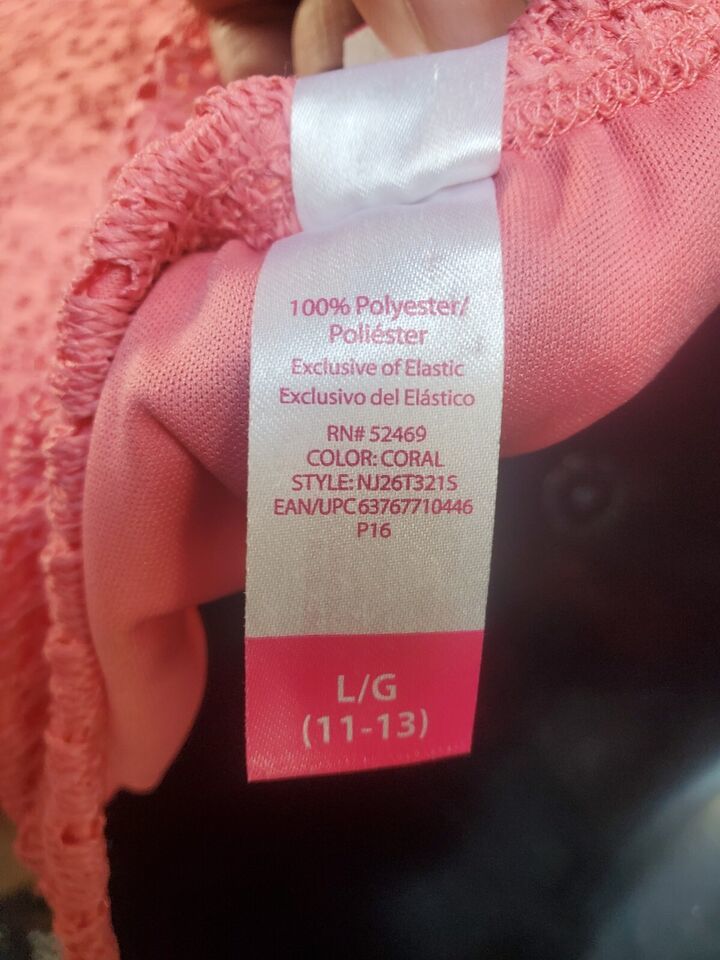 100% Polyester/
Poliéster
Exclusive of Elastic
Exclusivo del Elástico
RN# 52469
COLOR: CORAL
STYLE: NJ26T321S
EAN/UPC 63767710446
P16
L/G
(11-13)